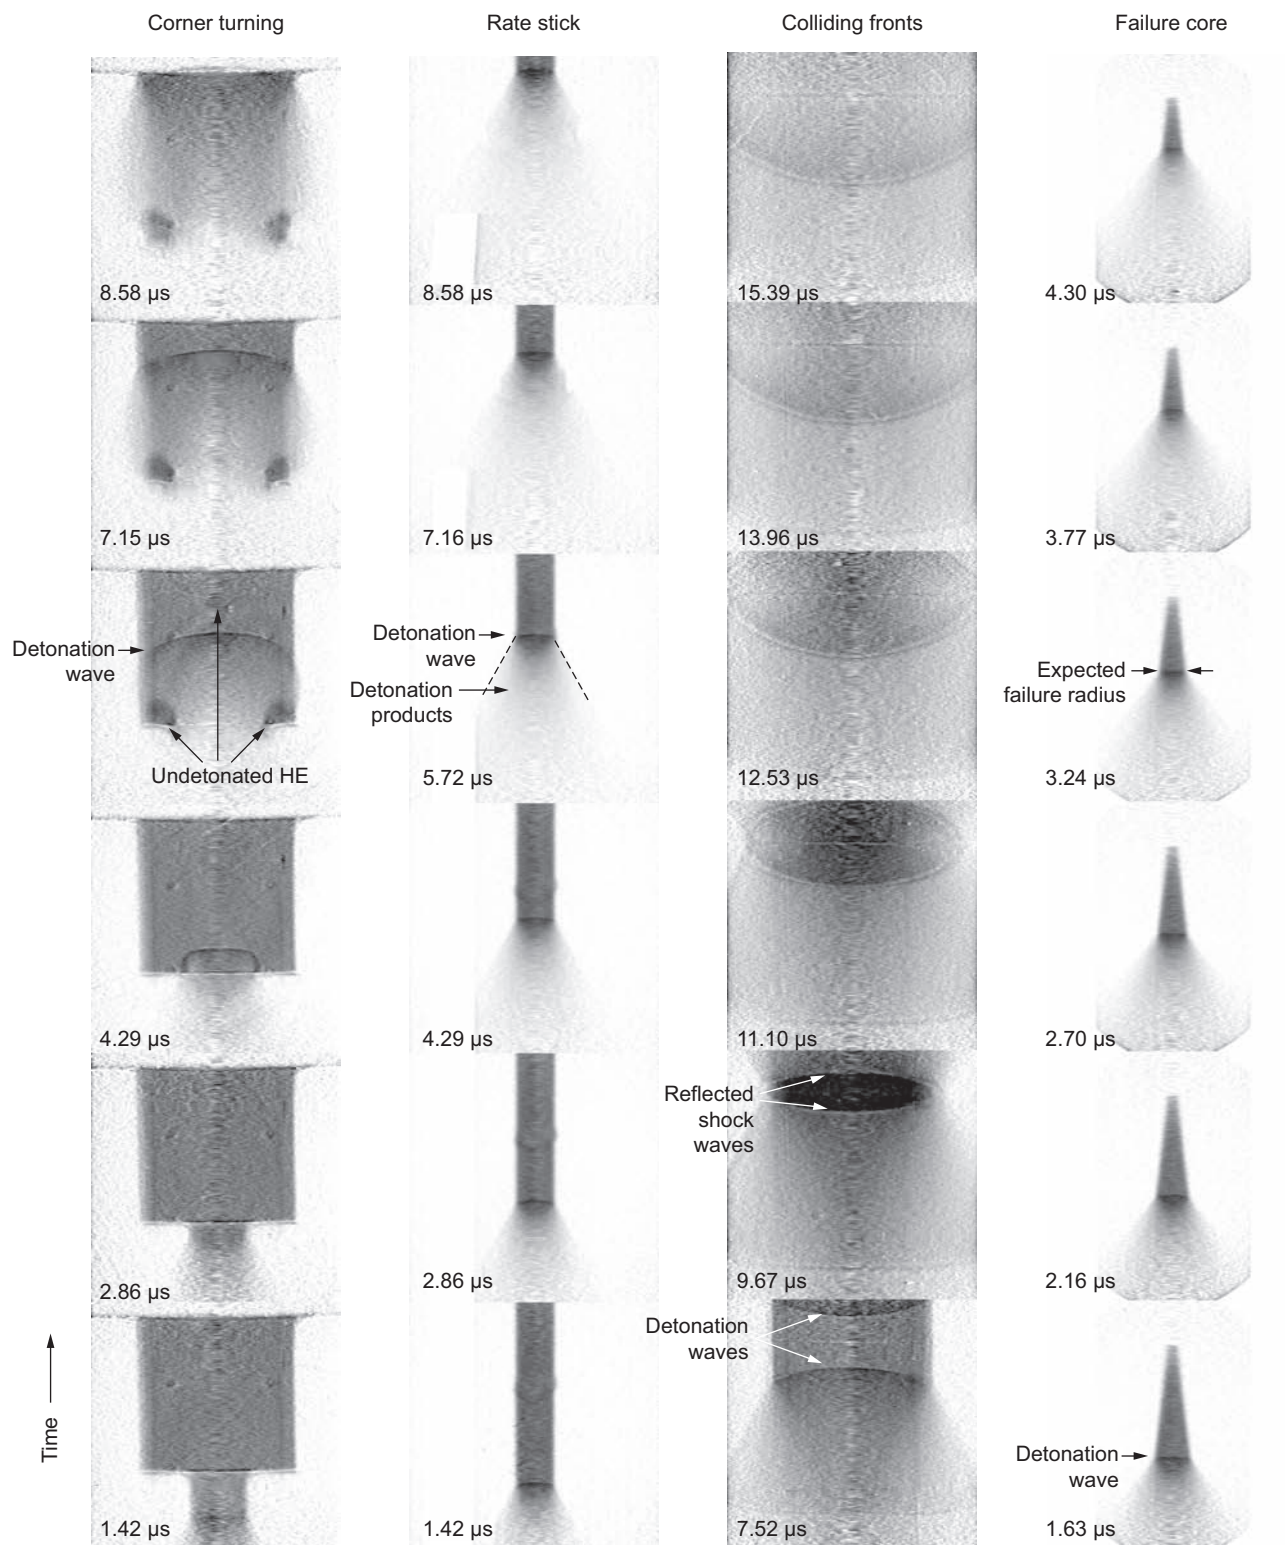 Corner turning
Rate stick
Colliding fronts
Failure core
8.58 µs
8.58 µs
15.39 µs
4.30 µs
7.15 µs
7.16 µs
13.96 µs
3.77 µs
Detonation
wave
Undetonated HE
Detonation
wave
Detonation
products
5.72 µs
12.53 µs
Expected
failure radius
3.24 µs
4.29 µs
4.29 µs
11.10 µs
2.70 µs
2.86 µs
2.86 µs
Reflected
shock
waves
9.67 µs
2.16 µs
Time
1.42 µs
1.42 µs
Detonation
waves
7.52 µs
Detonation
wave
1.63 µs